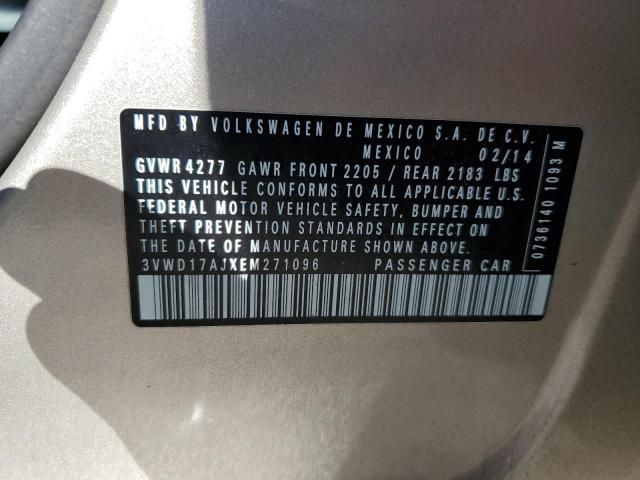 MFD BY VOLKSWAGEN DE MEXICO S.A. DE C.V.
MEXICO 02/14
GVWR 4277 GAWR FRONT 2205 / REAR 2183 LBS
THIS VEHICLE CONFORMS TO ALL APPLICABLE U.S.
FEDERAL MOTOR VEHICLE SAFETY, BUMPER AND
THEFT PREVENTION STANDARDS IN EFFECT ON
THE DATE OF MANUFACTURE SHOWN ABOVE.
3VWD17AJXEM271096 PASSENGER CAR
0736140 1093 M